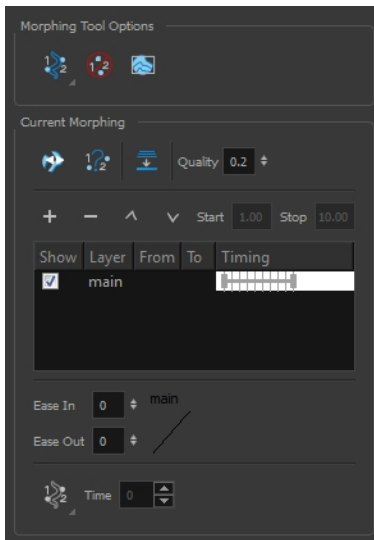 Morphing Tool Options
Current Morphing
Quality 0.2
Start 1.00 Stop 10.00
Show Layer From To Timing
main
Ease In 0 main
Ease Out 0
Time 0